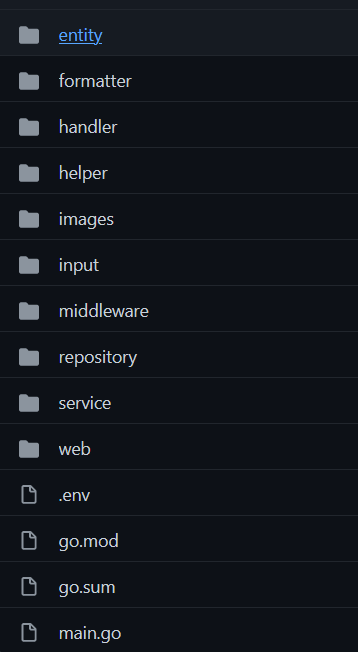 entity
formatter
handler
helper
images
input
middleware
repository
service
web
.env
go.mod
go.sum
main.go